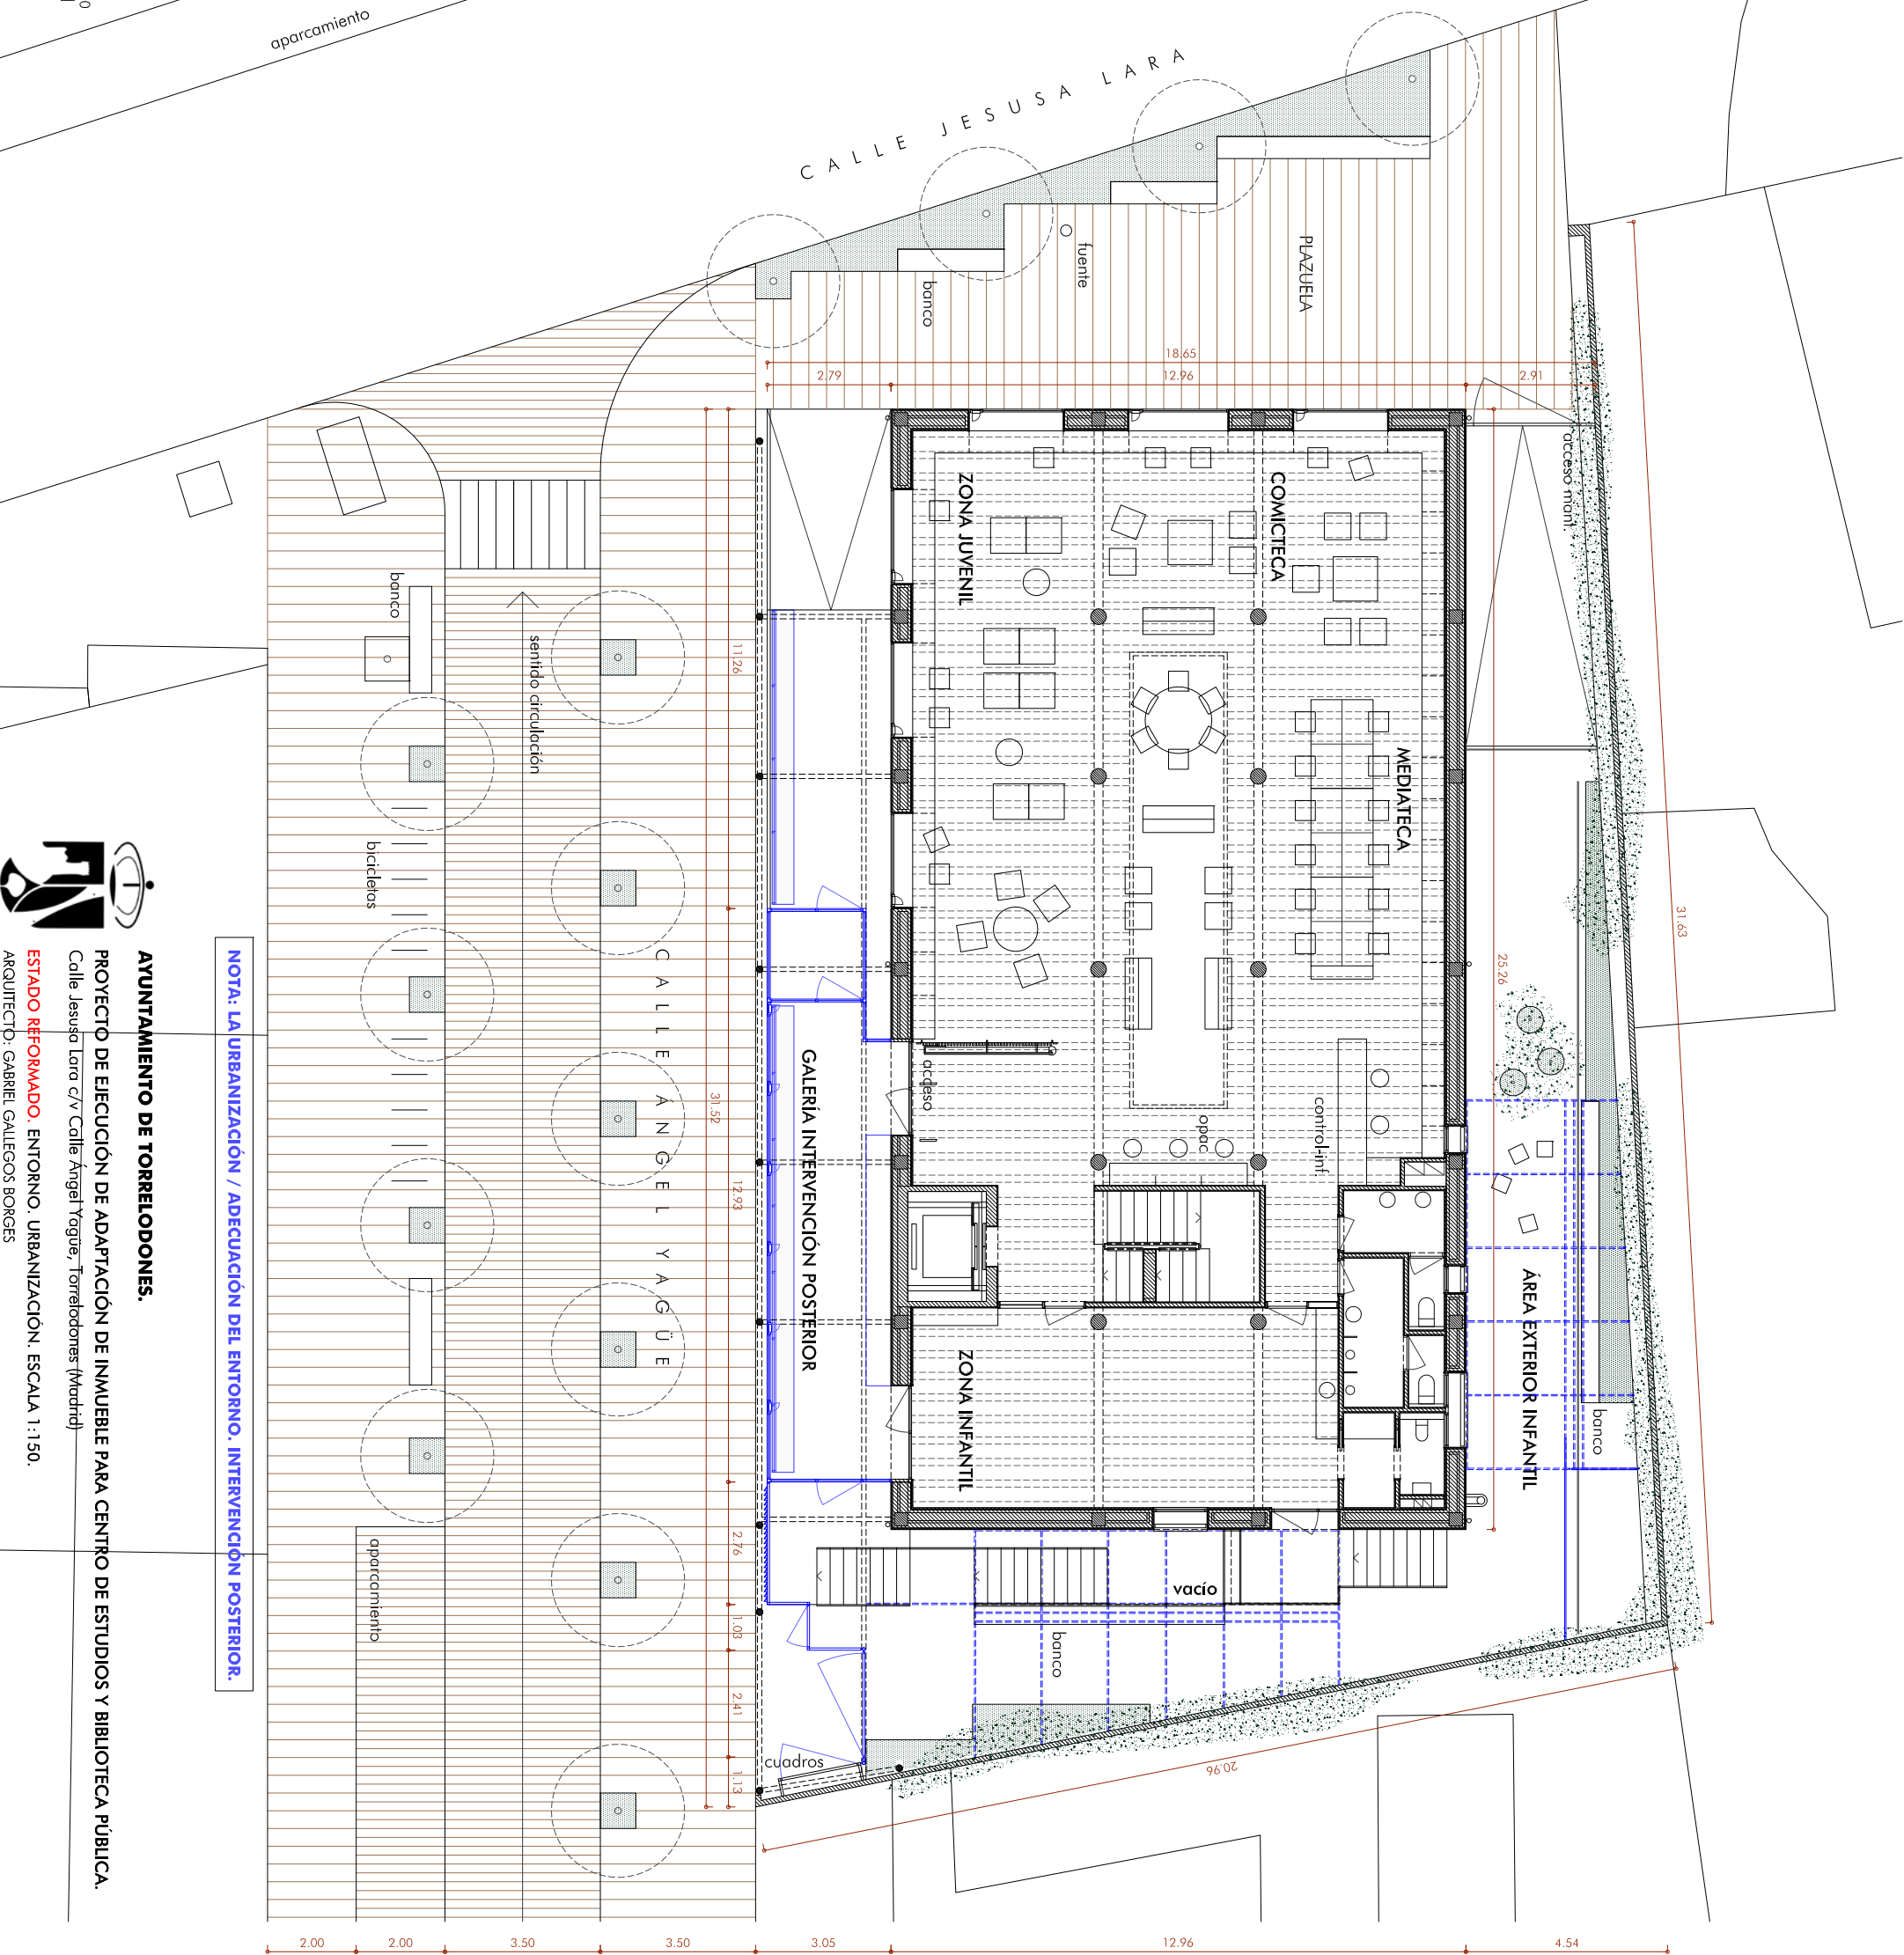 aparcamiento
CALLE JESUSA LARA
PLAZUELA
fuente
banco
18.65
2.79
12.96
2.91
acceso mant.
ZONA JUVENIL
COMICTECA
MEDIATECA
banco
sentido circulación
bicicletas
11.26
31.63
25.26
CALLE ÁNGEL YAGÜE
31.52
12.93
GALERÍA INTERVENCIÓN POSTERIOR
acceso
opac
control-inf
ZONA INFANTIL
ÁREA EXTERIOR INFANTIL
banco
aparcamiento
2.76
1.03
2.41
1.13
vacío
banco
cuadros
20.96
2.00
2.00
3.50
3.50
3.05
12.96
4.54
NOTA: LA URBANIZACIÓN / ADECUACIÓN DEL ENTORNO. INTERVENCIÓN POSTERIOR.
AYUNTAMIENTO DE TORRELODONES.
PROYECTO DE EJECUCIÓN DE ADAPTACIÓN DE INMUEBLE PARA CENTRO DE ESTUDIOS Y BIBLIOTECA PÚBLICA.
Calle Jesusa Lara c/v Calle Ángel Yagüe, Torrelodones (Madrid)
ESTADO REFORMADO. ENTORNO. URBANIZACIÓN. ESCALA 1:150.
ARQUITECTO: GABRIEL GALLEGOS BORGES